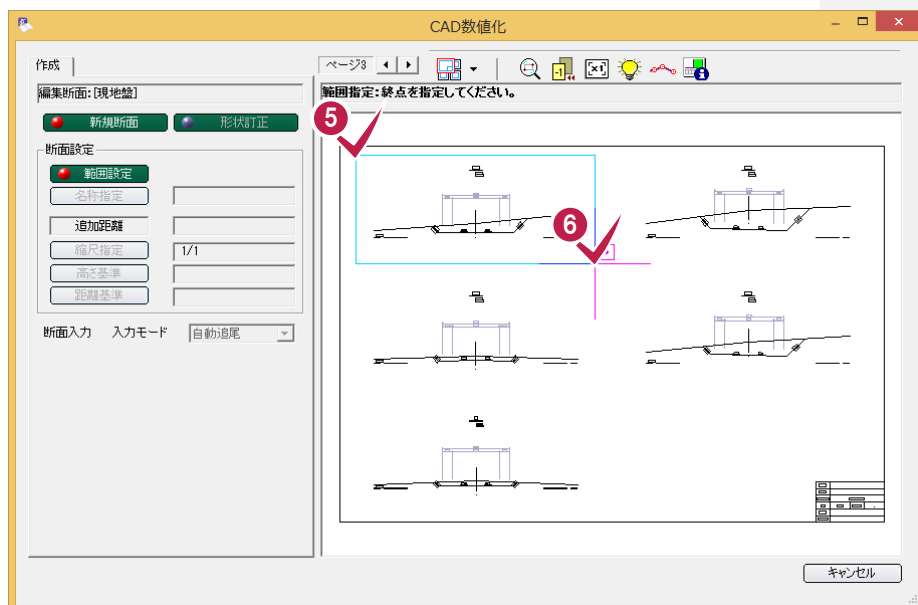 CAD数値化
作成
編集断面:[現地盤]
新規断面
形状訂正
断面設定
範囲設定
名称指定
追加距離
縮尺指定
1/1
高さ基準
距離基準
断面入力 入力モード 自動追尾
ページ3
範囲指定:終点を指定してください。
5
6
キャンセル